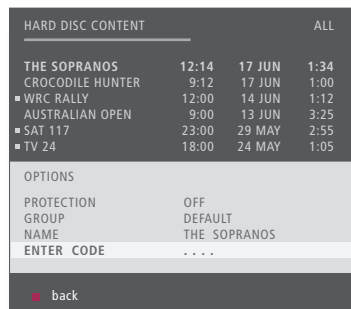 HARD DISC CONTENT ALL
THE SOPRANOS 12:14 17 JUN 1:34
CROCODILE HUNTER 9:12 17 JUN 1:00
WRC RALLY 12:00 14 JUN 1:12
AUSTRALIAN OPEN 9:00 13 JUN 3:25
SAT 117 23:00 29 MAY 2:55
TV 24 18:00 24 MAY 1:05
OPTIONS
PROTECTION OFF
GROUP DEFAULT
NAME THE SOPRANOS
ENTER CODE ....
back